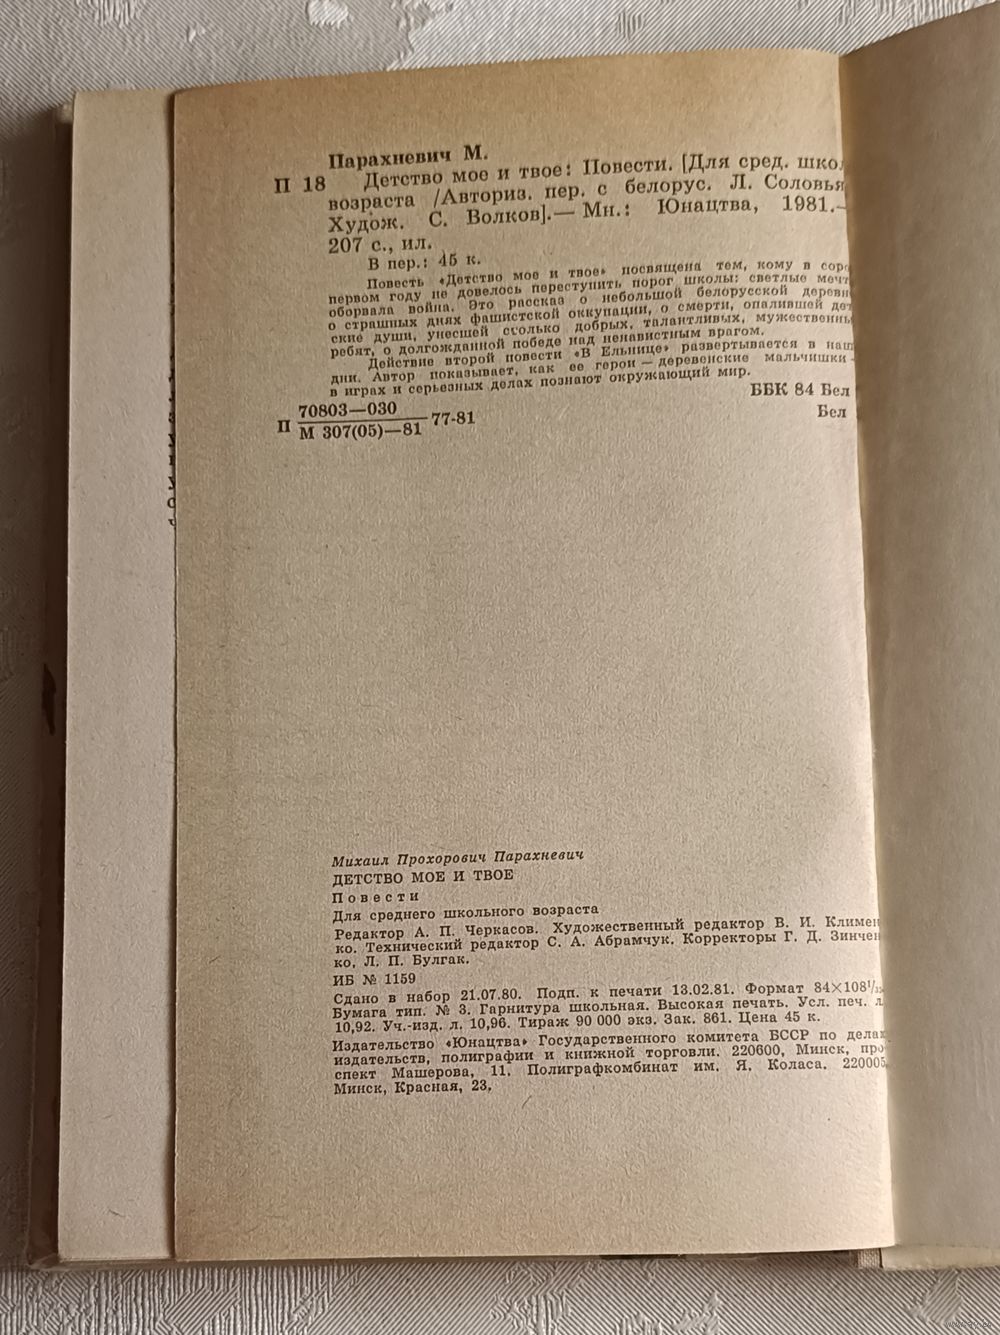 Парахневич М.
П 18 Детство мое и твое: Повести. [Для сред. шко
возраста /Авториз. пер. с белорус. Л. Соловья
Худож. С. Волков].— Мн.: Юнацтва, 1981.—
207 с., ил.
В пер.: 45 к.
Повесть «Детство мое и твое» посвящена тем, кому в соро
первом году не довелось переступить порог школы: светлые мечт
оборвала война. Это рассказ о небольшой белорусской деревн
о страшных днях фашистской оккупации, о смерти, опалившей дет
ские души, унесшей столько добрых, талантливых, мужественны
ребят, о долгожданной победе над ненавистным врагом.
Действие второй повести «В Ельнице» развертывается в наш
дни. Автор показывает, как ее герои — деревенские мальчишки —
в играх и серьезных делах познают окружающий мир.
ББК 84 Бел
П 70803—030
М 307(05)—81 77-81
Бел
Михаил Прохорович Парахневич
ДЕТСТВО МОЕ И ТВОЕ
Повести
Для среднего школьного возраста
Редактор А. П. Черкасов. Художественный редактор В. И. Климен
ко. Технический редактор С. А. Абрамчук. Корректоры Г. Д. Зинчен
ко, Л. П. Булгак.
ИБ № 1159
Сдано в набор 21.07.80. Подп. к печати 13.02.81. Формат 84×108¹/₃₂.
Бумага тип. № 3. Гарнитура школьная. Высокая печать. Усл. печ. л
10,92. Уч.-изд. л. 10,96. Тираж 90 000 экз. Зак. 861. Цена 45 к.
Издательство «Юнацтва» Государственного комитета БССР по делах
издательств, полиграфии и книжной торговли. 220600, Минск, про-
спект Машерова, 11. Полиграфкомбинат им. Я. Коласа. 220005,
Минск, Красная, 23.